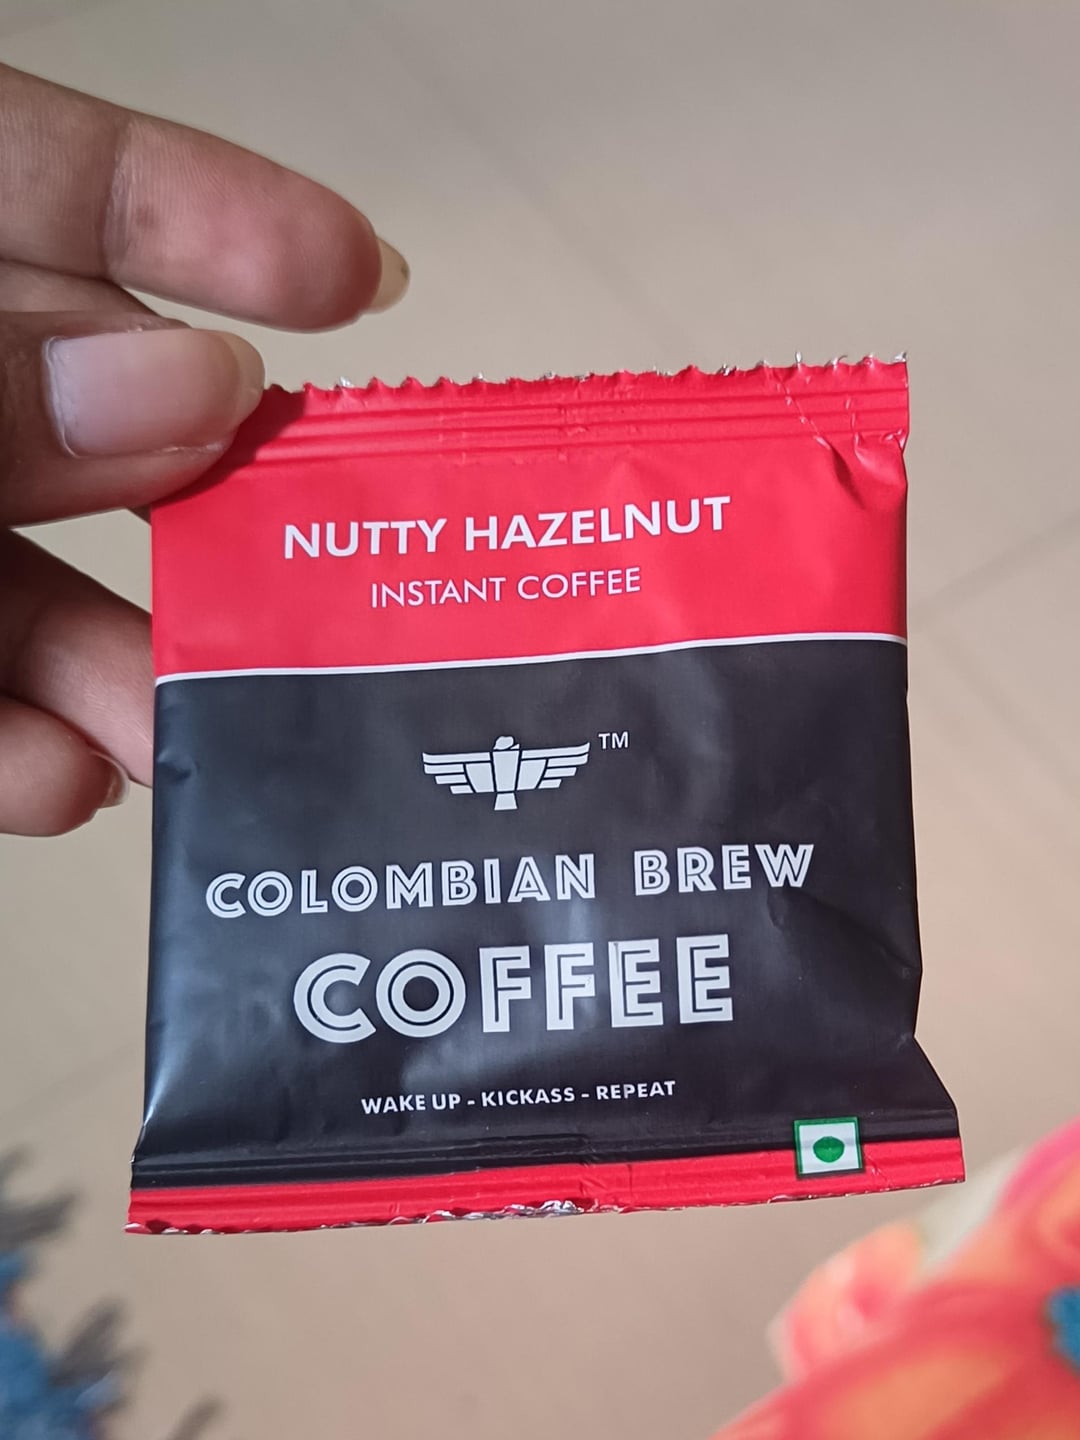 NUTTY HAZELNUT
INSTANT COFFEE
TM
COLOMBIAN BREW
COFFEE
WAKE UP - KICKASS - REPEAT